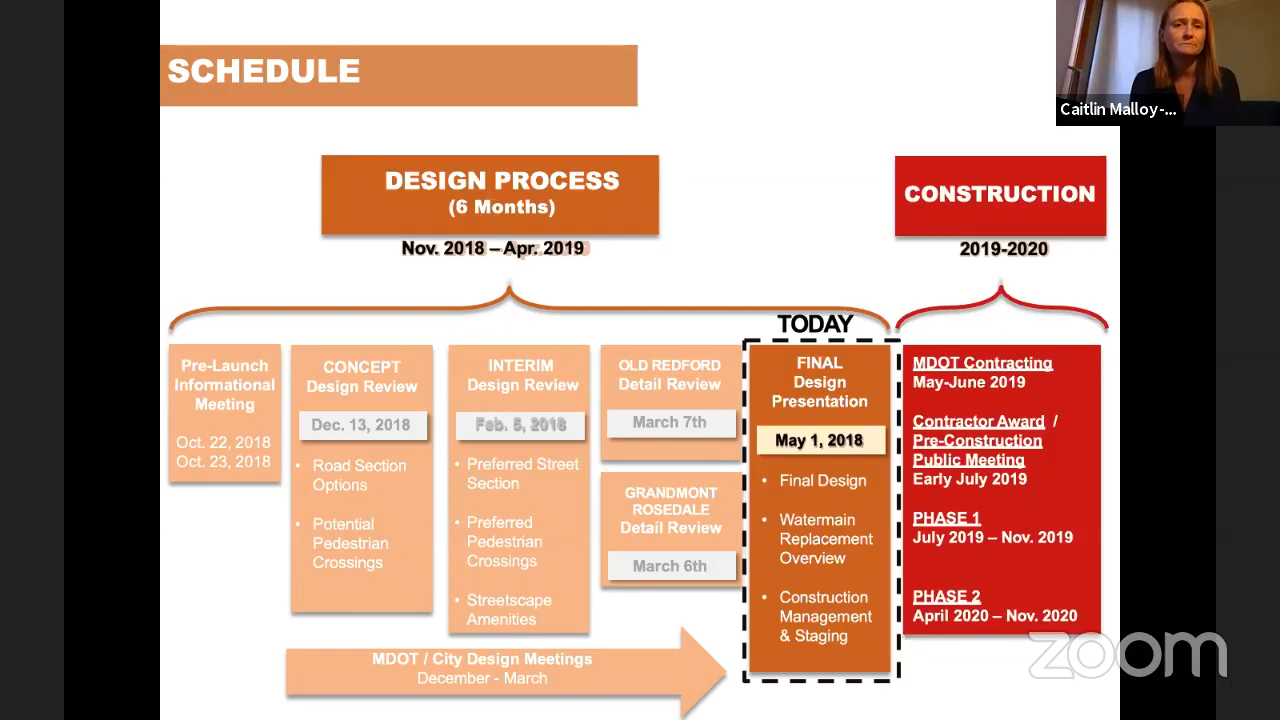 SCHEDULE
Caitlin Malloy-...
DESIGN PROCESS
(6 Months)
Nov. 2018 – Apr. 2019
CONSTRUCTION
2019-2020
Pre-Launch
Informational
Meeting
Oct. 22, 2018
Oct. 23, 2018
CONCEPT
Design Review
Dec. 13, 2018
• Road Section
Options
• Potential
Pedestrian
Crossings
INTERIM
Design Review
Feb. 5, 2018
• Preferred Street
Section
• Preferred
Pedestrian
Crossings
• Streetscape
Amenities
OLD REDFORD
Detail Review
March 7th
GRANDMONT
ROSEDALE
Detail Review
March 6th
TODAY
FINAL
Design
Presentation
May 1, 2018
• Final Design
• Watermain
Replacement
Overview
• Construction
Management
& Staging
MDOT Contracting
May-June 2019
Contractor Award /
Pre-Construction
Public Meeting
Early July 2019
PHASE 1
July 2019 – Nov. 2019
PHASE 2
April 2020 – Nov. 2020
MDOT / City Design Meetings
December - March
zoom